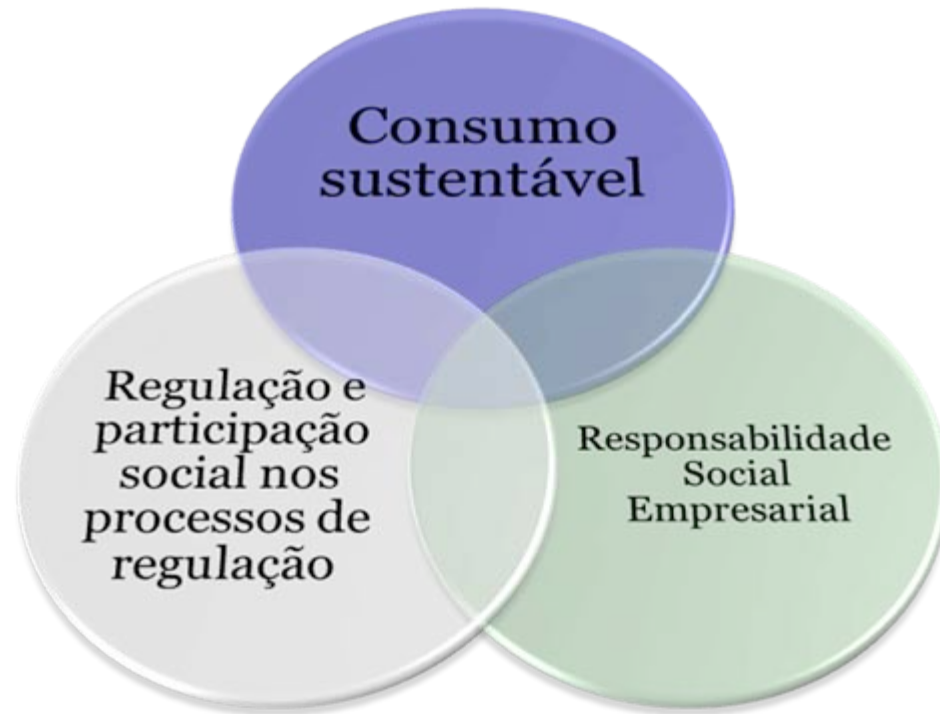 Consumo
sustentável
Regulação e
participação
social nos
processos de
regulação
Responsabilidade
Social
Empresarial